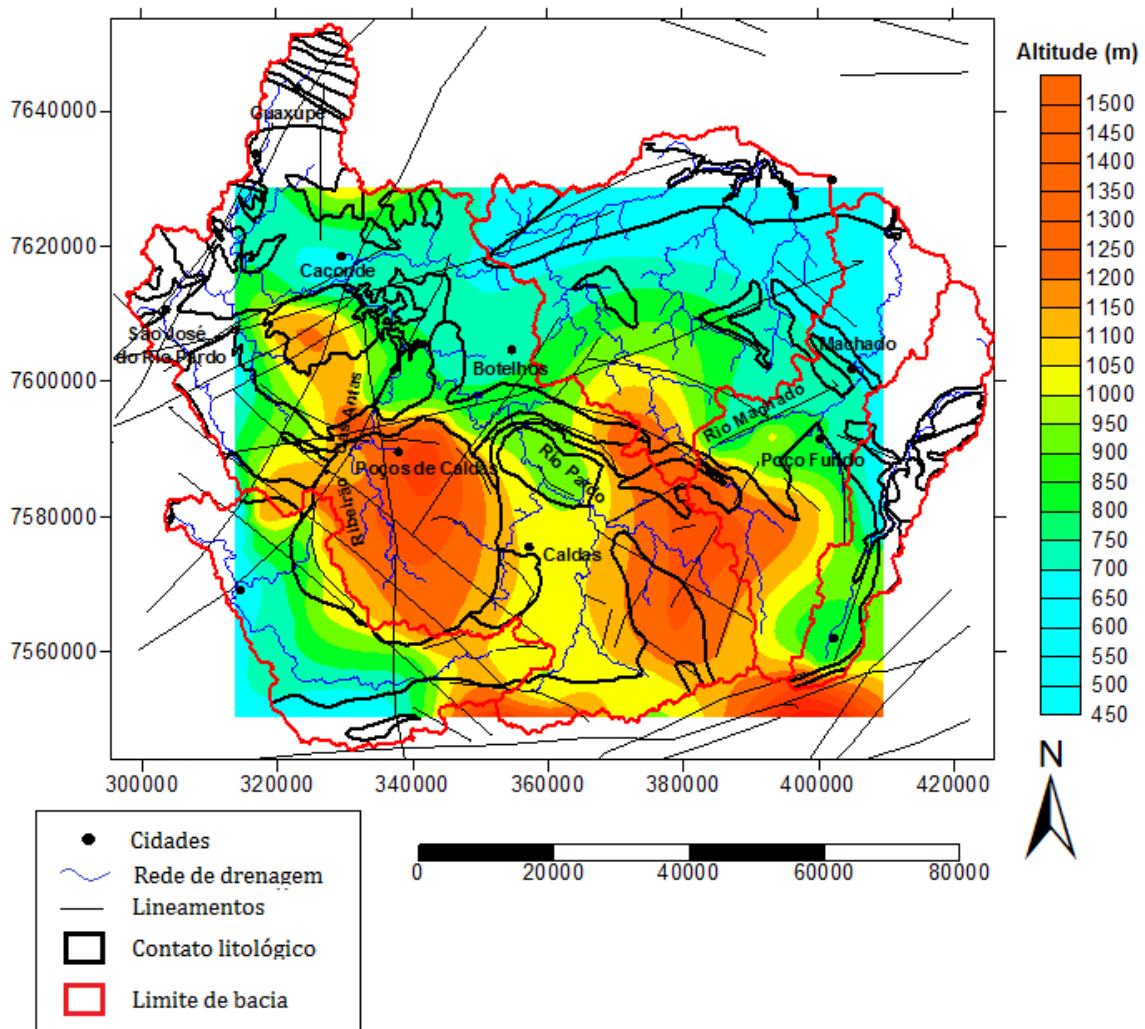 Altitude (m)
1500
1450
1400
1350
1300
1250
1200
1150
1100
1050
1000
950
900
850
800
750
700
650
600
550
500
450
7640000
7620000
7600000
7580000
7560000
Guaxupé
Caconde
São José
do Rio Pardo
Botelhos
Machado
Rio Machado
Poço Fundo
Ribeirão das Antas
Poços de Caldas
Rio Pardo
Caldas
300000 320000 340000 360000 380000 400000 420000
N
Cidades
Rede de drenagem
Lineamentos
Contato litológico
Limite de bacia
0 20000 40000 60000 80000